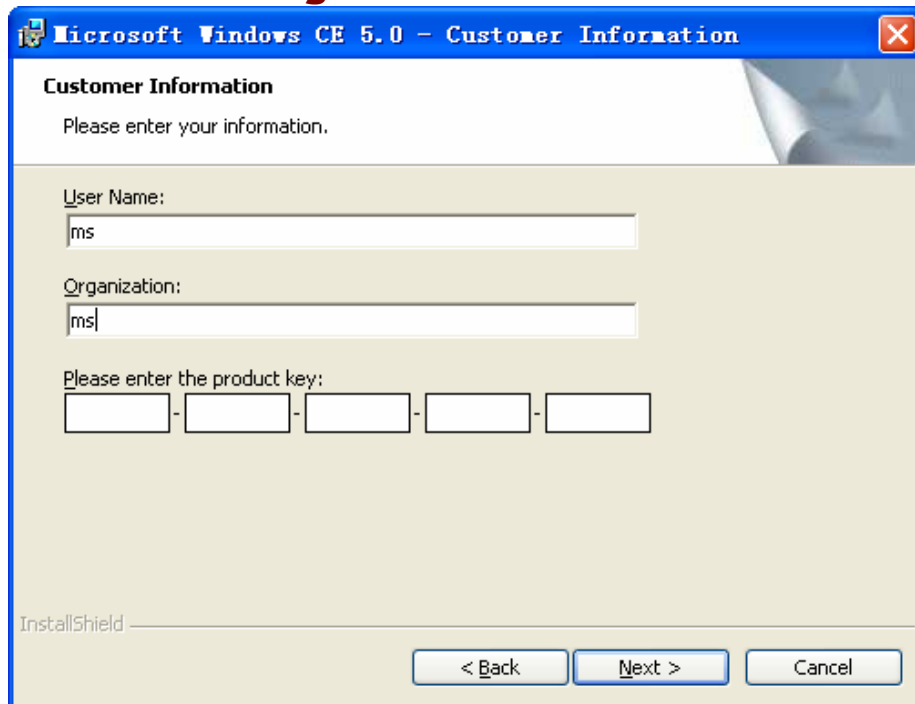 Microsoft Windows CE 5.0 - Customer Information
Customer Information
Please enter your information.
User Name:
ms
Organization:
ms
Please enter the product key:
- - - -
InstallShield
< Back Next > Cancel